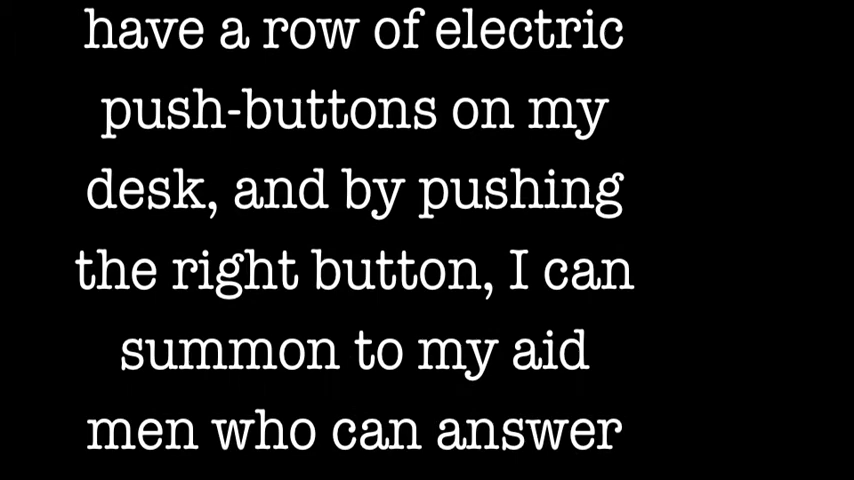 have a row of electric
push-buttons on my
desk, and by pushing
the right button, I can
summon to my aid
men who can answer